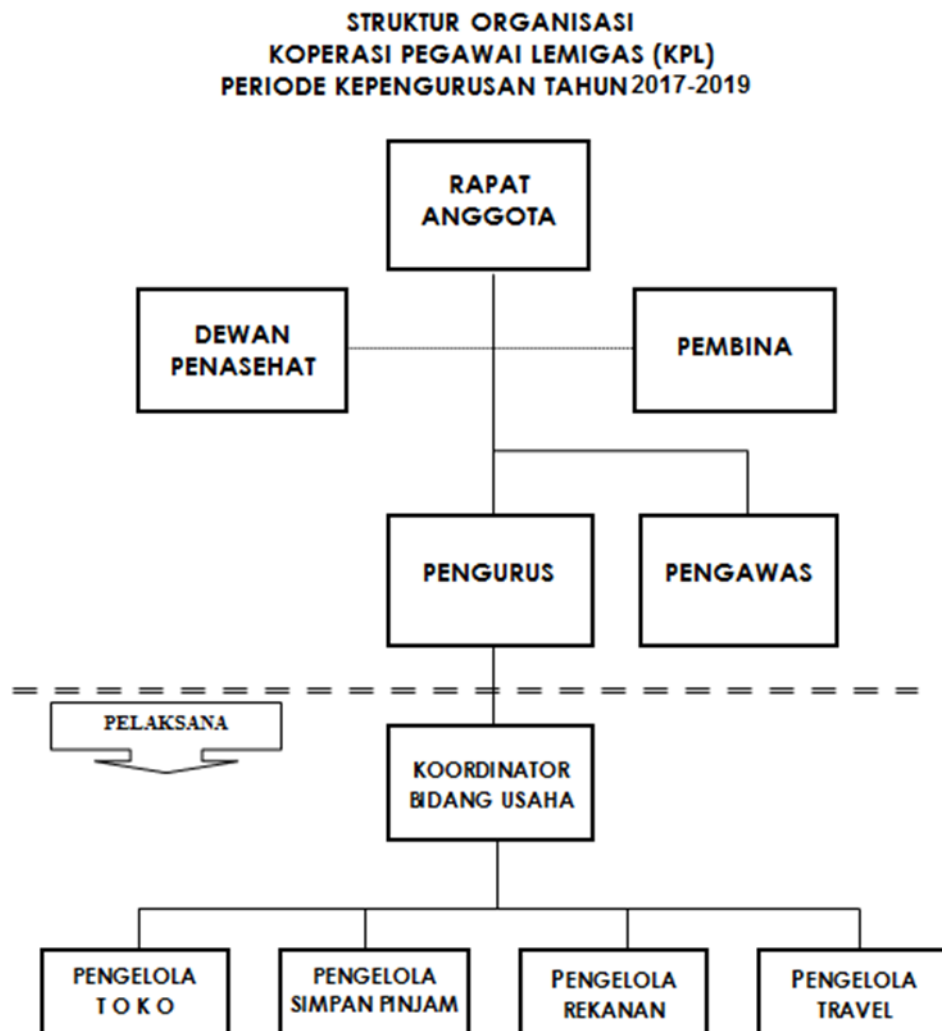 STRUKTUR ORGANISASI
KOPERASI PEGAWAI LEMIGAS (KPL)
PERIODE KEPENGURUSAN TAHUN 2017-2019
RAPAT
ANGGOTA
DEWAN
PENASEHAT
PEMBINA
PENGURUS
PENGAWAS
PELAKSANA
KOORDINATOR
BIDANG USAHA
PENGELOLA
T O K O
PENGELOLA
SIMPAN PINJAM
PENGELOLA
REKANAN
PENGELOLA
TRAVEL